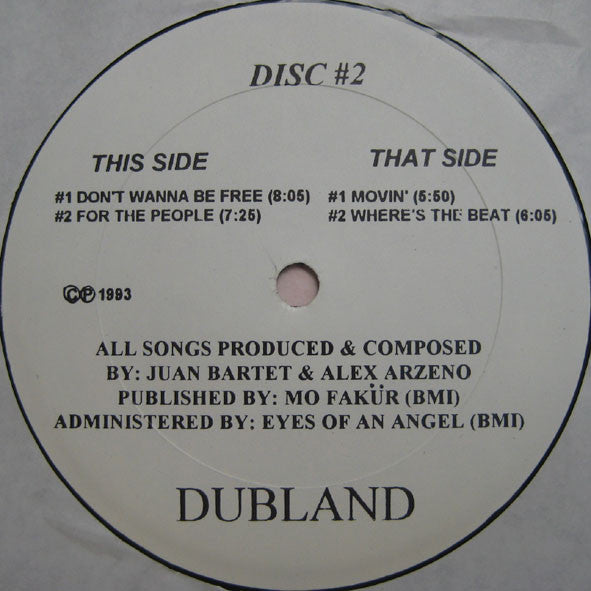 DISC #2
THIS SIDE
#1 DON'T WANNA BE FREE (8:05)
#2 FOR THE PEOPLE (7:25)
THAT SIDE
#1 MOVIN' (5:50)
#2 WHERE'S THE BEAT (6:05)
©℗ 1993
ALL SONGS PRODUCED & COMPOSED
BY: JUAN BARTET & ALEX ARZENO
PUBLISHED BY: MO FAKÜR (BMI)
ADMINISTERED BY: EYES OF AN ANGEL (BMI)
DUBLAND